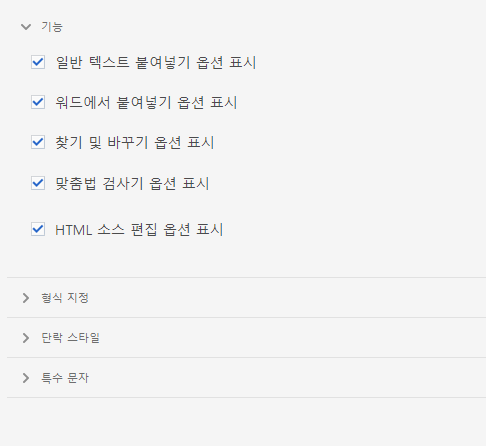 기능
일반 텍스트 붙여넣기 옵션 표시
워드에서 붙여넣기 옵션 표시
찾기 및 바꾸기 옵션 표시
맞춤법 검사기 옵션 표시
HTML 소스 편집 옵션 표시
형식 지정
단락 스타일
특수 문자